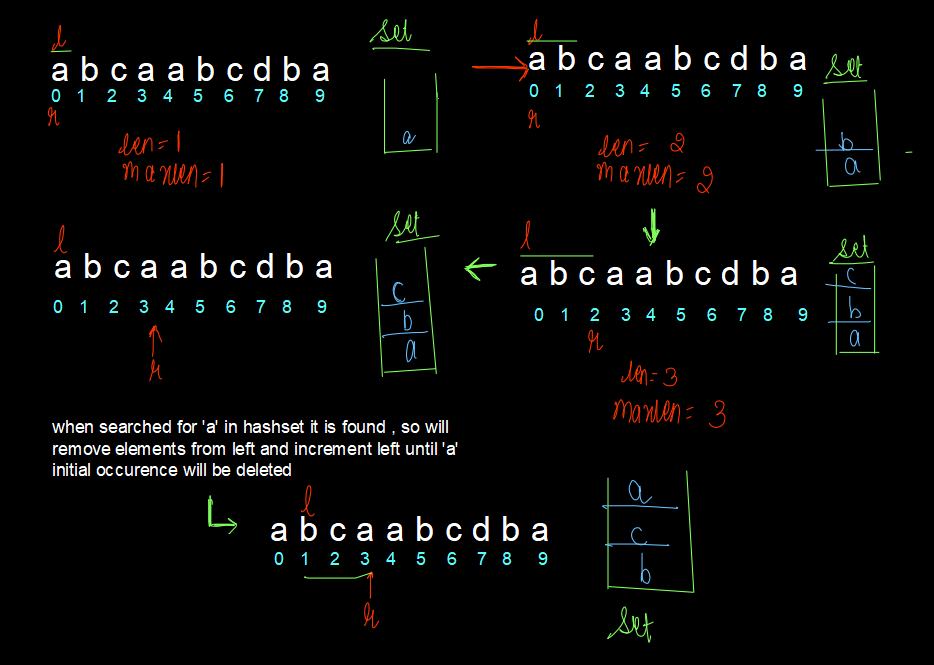 l
set
a b c a a b c d b a
0 1 2 3 4 5 6 7 8 9
r
a
len = 1
maxlen = 1
l
set
a b c a a b c d b a
0 1 2 3 4 5 6 7 8 9
r
b
a
len = 2
maxlen = 2
l
set
a b c a a b c d b a
0 1 2 3 4 5 6 7 8 9
r
c
b
a
len = 3
maxlen = 3
l
set
a b c a a b c d b a
0 1 2 3 4 5 6 7 8 9
r
c
b
a
when searched for 'a' in hashset it is found , so will
remove elements from left and increment left until 'a'
initial occurence will be deleted
l
a b c a a b c d b a
0 1 2 3 4 5 6 7 8 9
r
a
c
b
set